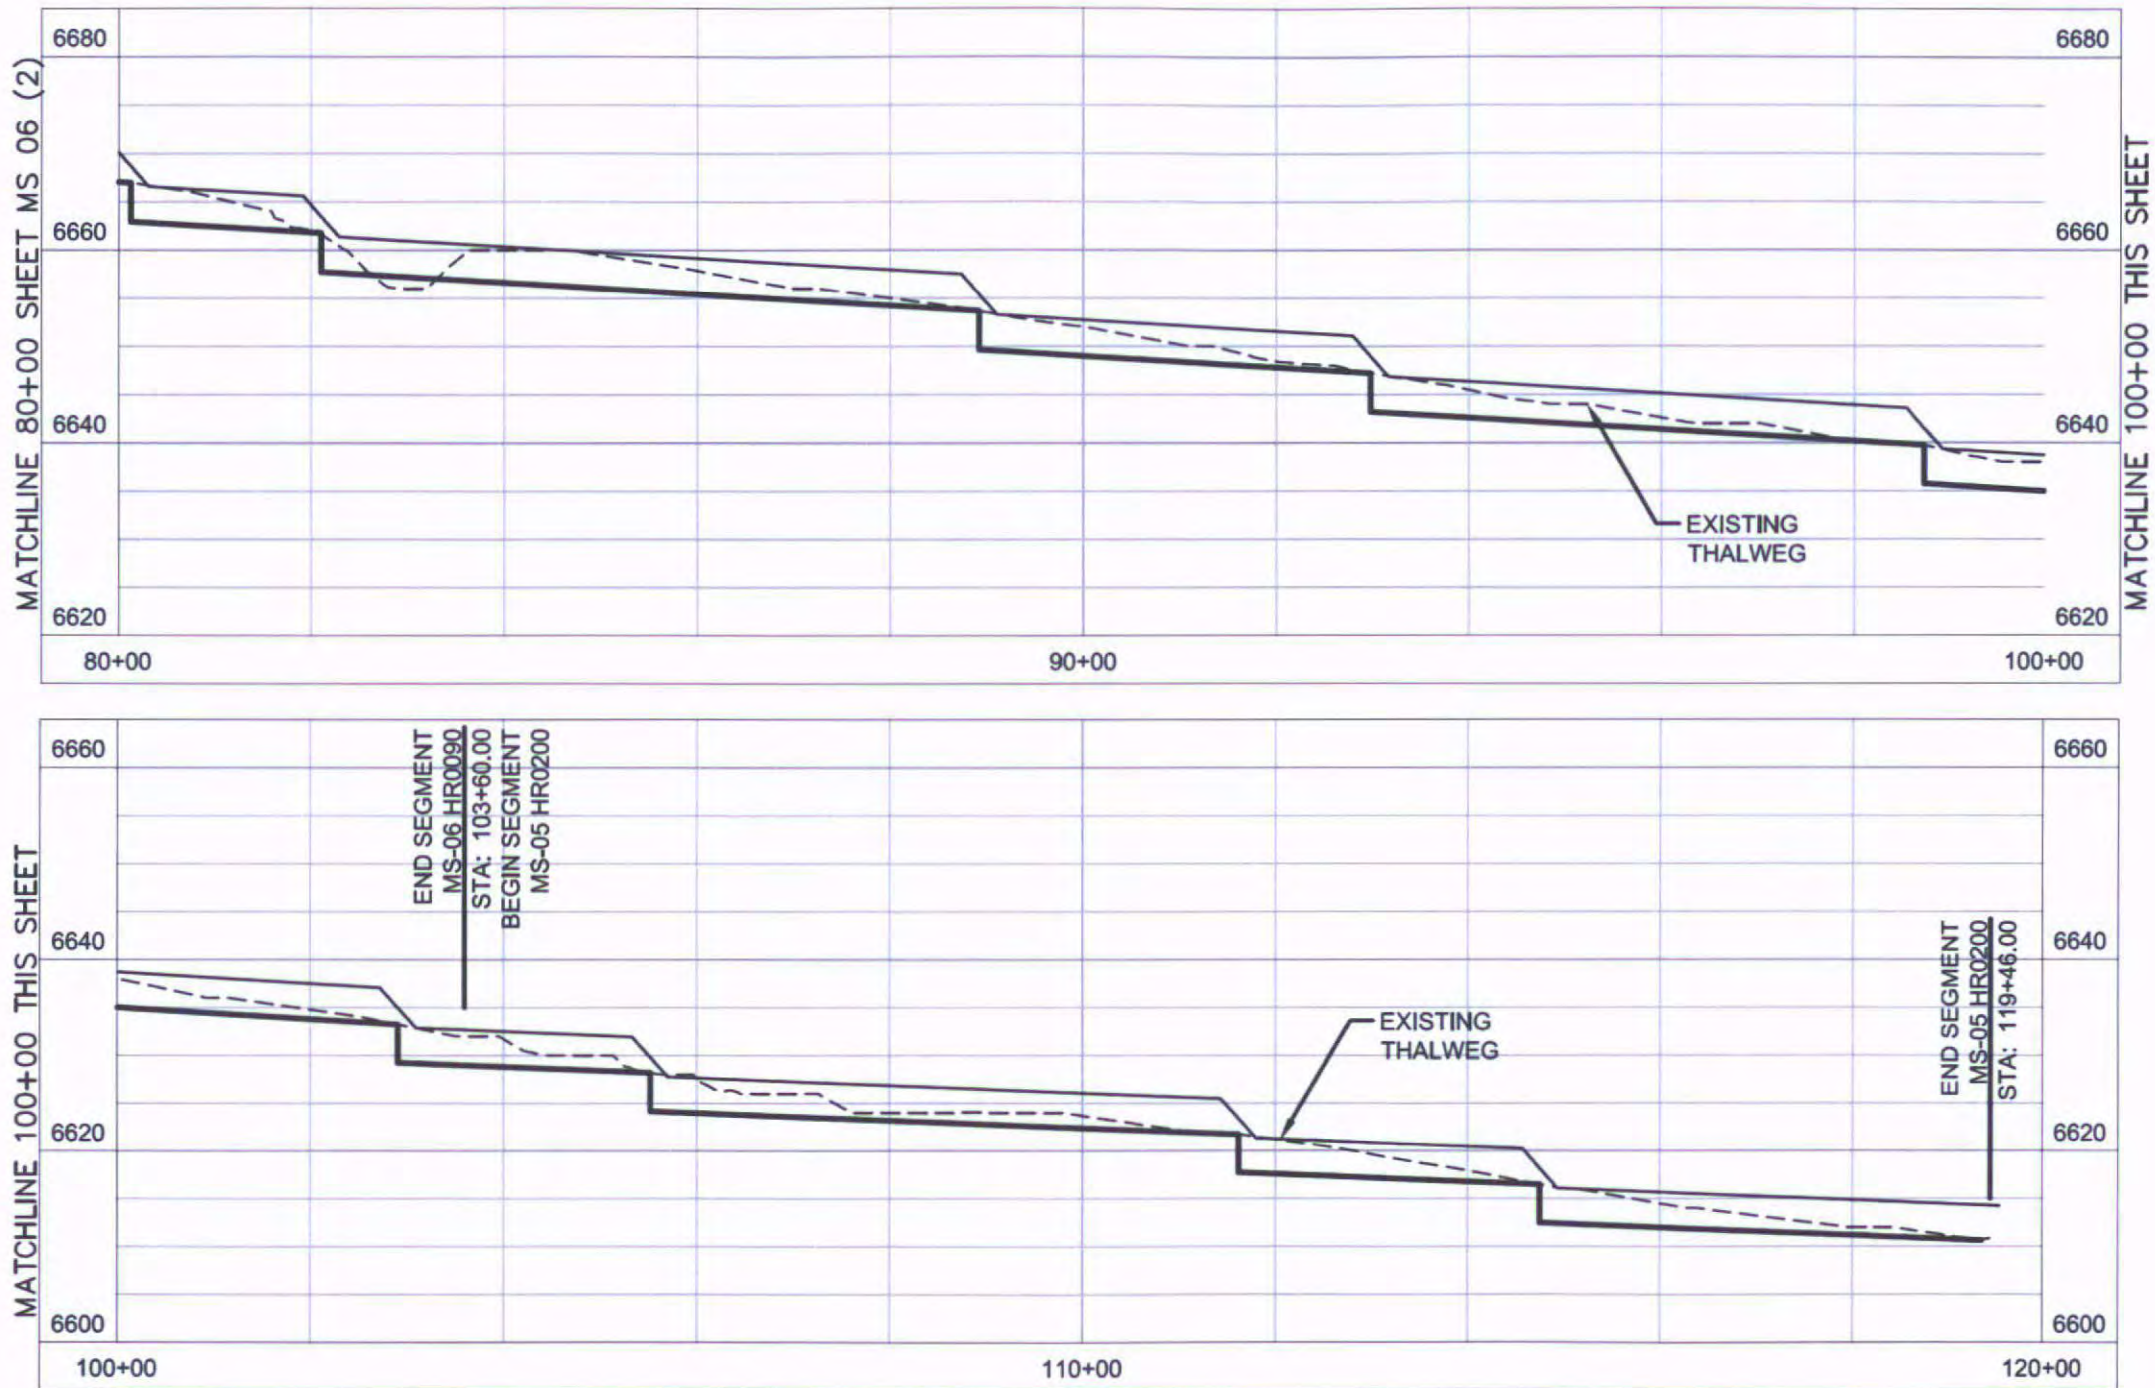 MATCHLINE 80+00 SHEET MS 06 (2)
6680
6660
6640
6620
6680
6660
6640
6620
MATCHLINE 100+00 THIS SHEET
EXISTING
THALWEG
80+00
90+00
100+00
MATCHLINE 100+00 THIS SHEET
6660
6640
6620
6600
END SEGMENT
MS-06 HR0090
STA: 103+60.00
BEGIN SEGMENT
MS-05 HR0200
EXISTING
THALWEG
END SEGMENT
MS-05 HR0200
STA: 119+46.00
6660
6640
6620
6600
100+00
110+00
120+00